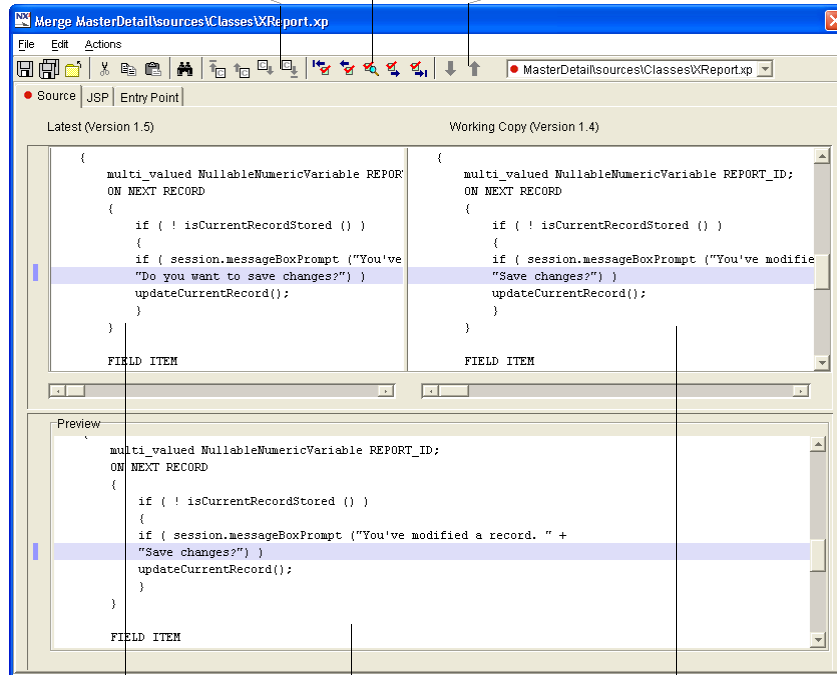 NX Merge MasterDetail\sources\Classes\XReport.xp
File Edit Actions
MasterDetail\sources\Classes\XReport.xp
Source JSP Entry Point
Latest (Version 1.5) Working Copy (Version 1.4)
{
multi_valued NullableNumericVariable REPOR
ON NEXT RECORD
{
if ( ! isCurrentRecordStored () )
{
if ( session.messageBoxPrompt ("You've
"Do you want to save changes?") )
updateCurrentRecord();
}
}
FIELD ITEM
{
multi_valued NullableNumericVariable REPORT_ID;
ON NEXT RECORD
{
if ( ! isCurrentRecordStored () )
{
if ( session.messageBoxPrompt ("You've modifie
"Save changes?") )
updateCurrentRecord();
}
}
FIELD ITEM
Preview
{
multi_valued NullableNumericVariable REPORT_ID;
ON NEXT RECORD
{
if ( ! isCurrentRecordStored () )
{
if ( session.messageBoxPrompt ("You've modified a record. " +
"Save changes?") )
updateCurrentRecord();
}
}
FIELD ITEM